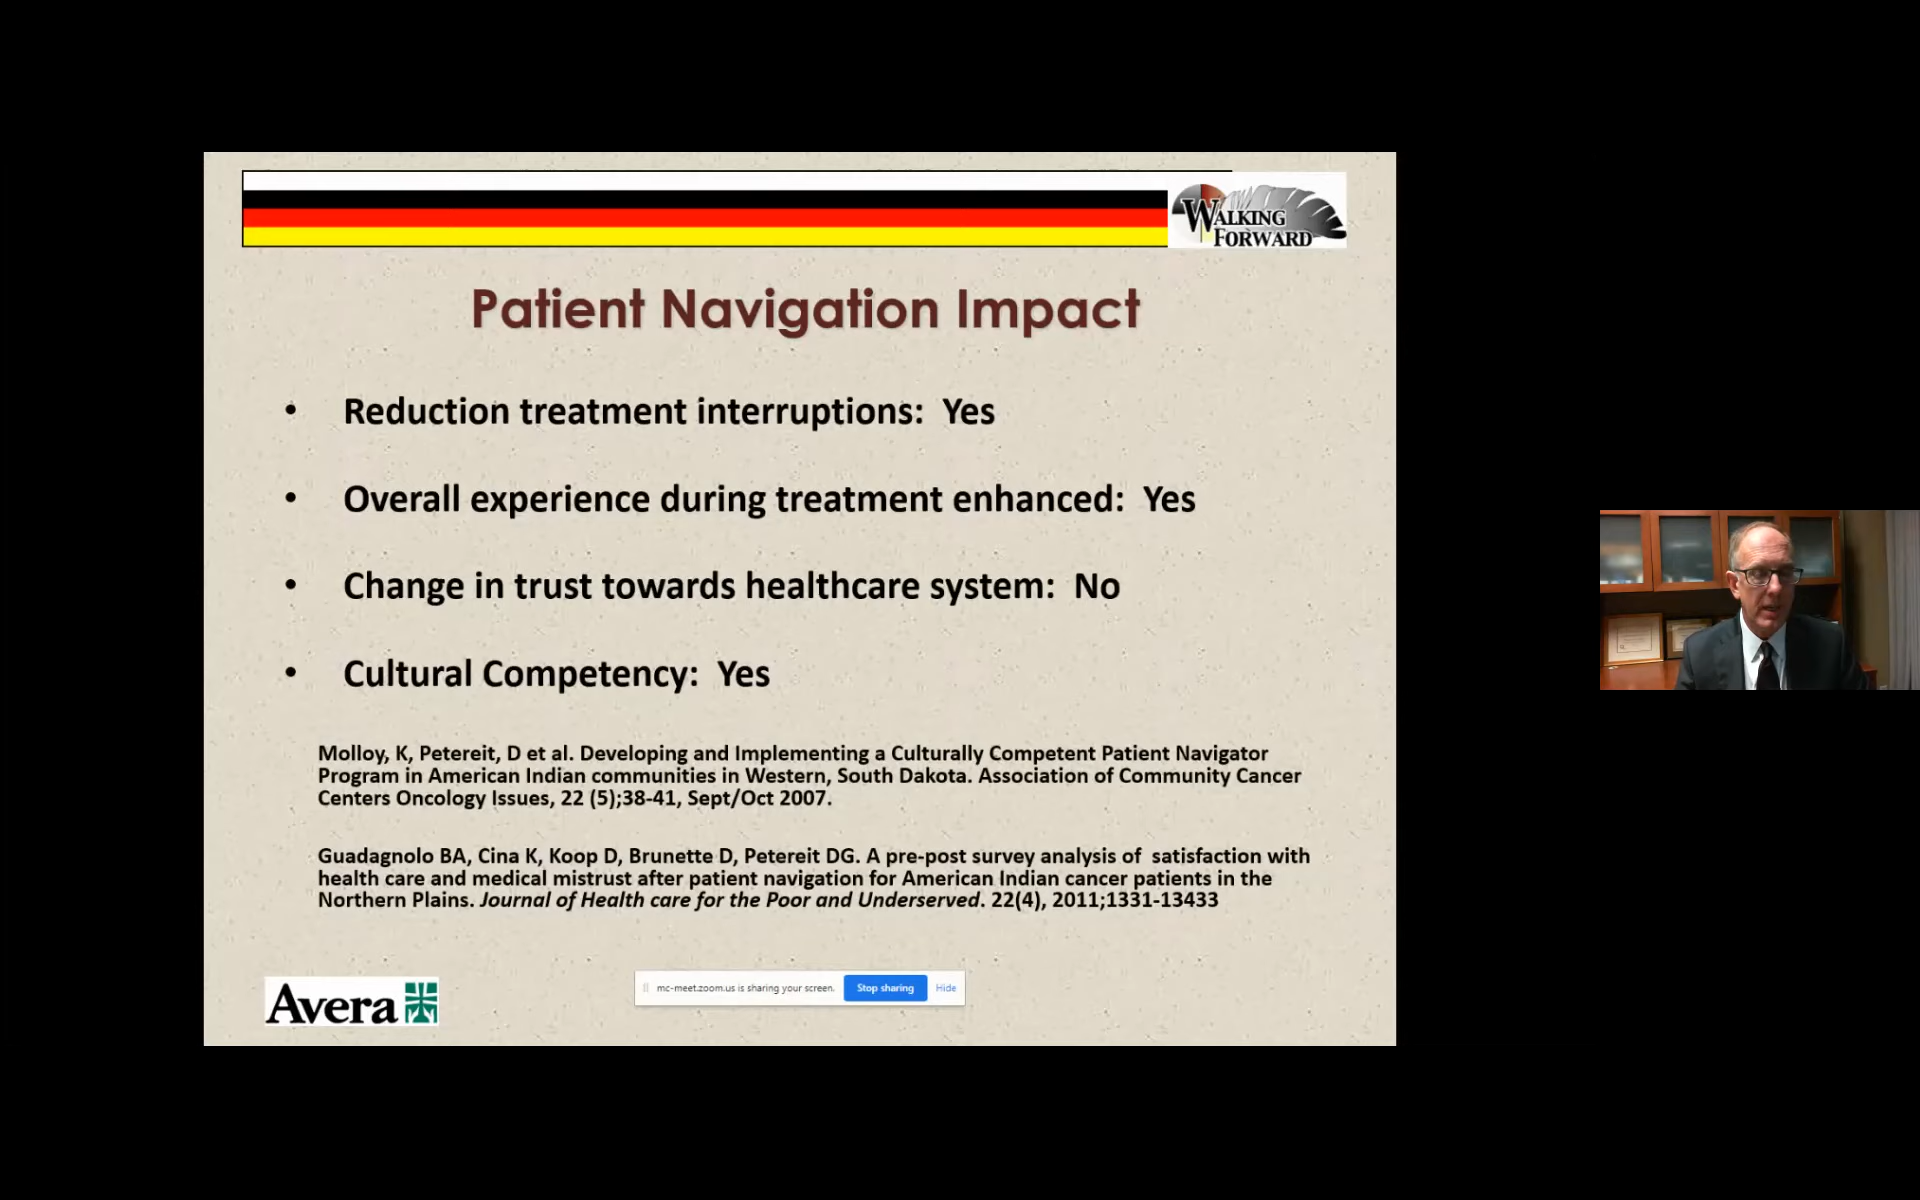 WALKING
FORWARD
Patient Navigation Impact
• Reduction treatment interruptions: Yes
• Overall experience during treatment enhanced: Yes
• Change in trust towards healthcare system: No
• Cultural Competency: Yes
Molloy, K, Petereit, D et al. Developing and Implementing a Culturally Competent Patient Navigator
Program in American Indian communities in Western, South Dakota. Association of Community Cancer
Centers Oncology Issues, 22 (5);38-41, Sept/Oct 2007.
Guadagnolo BA, Cina K, Koop D, Brunette D, Petereit DG. A pre-post survey analysis of satisfaction with
health care and medical mistrust after patient navigation for American Indian cancer patients in the
Northern Plains. Journal of Health care for the Poor and Underserved. 22(4), 2011;1331-13433
Avera
mc-meet.zoom.us is sharing your screen. Stop sharing Hide